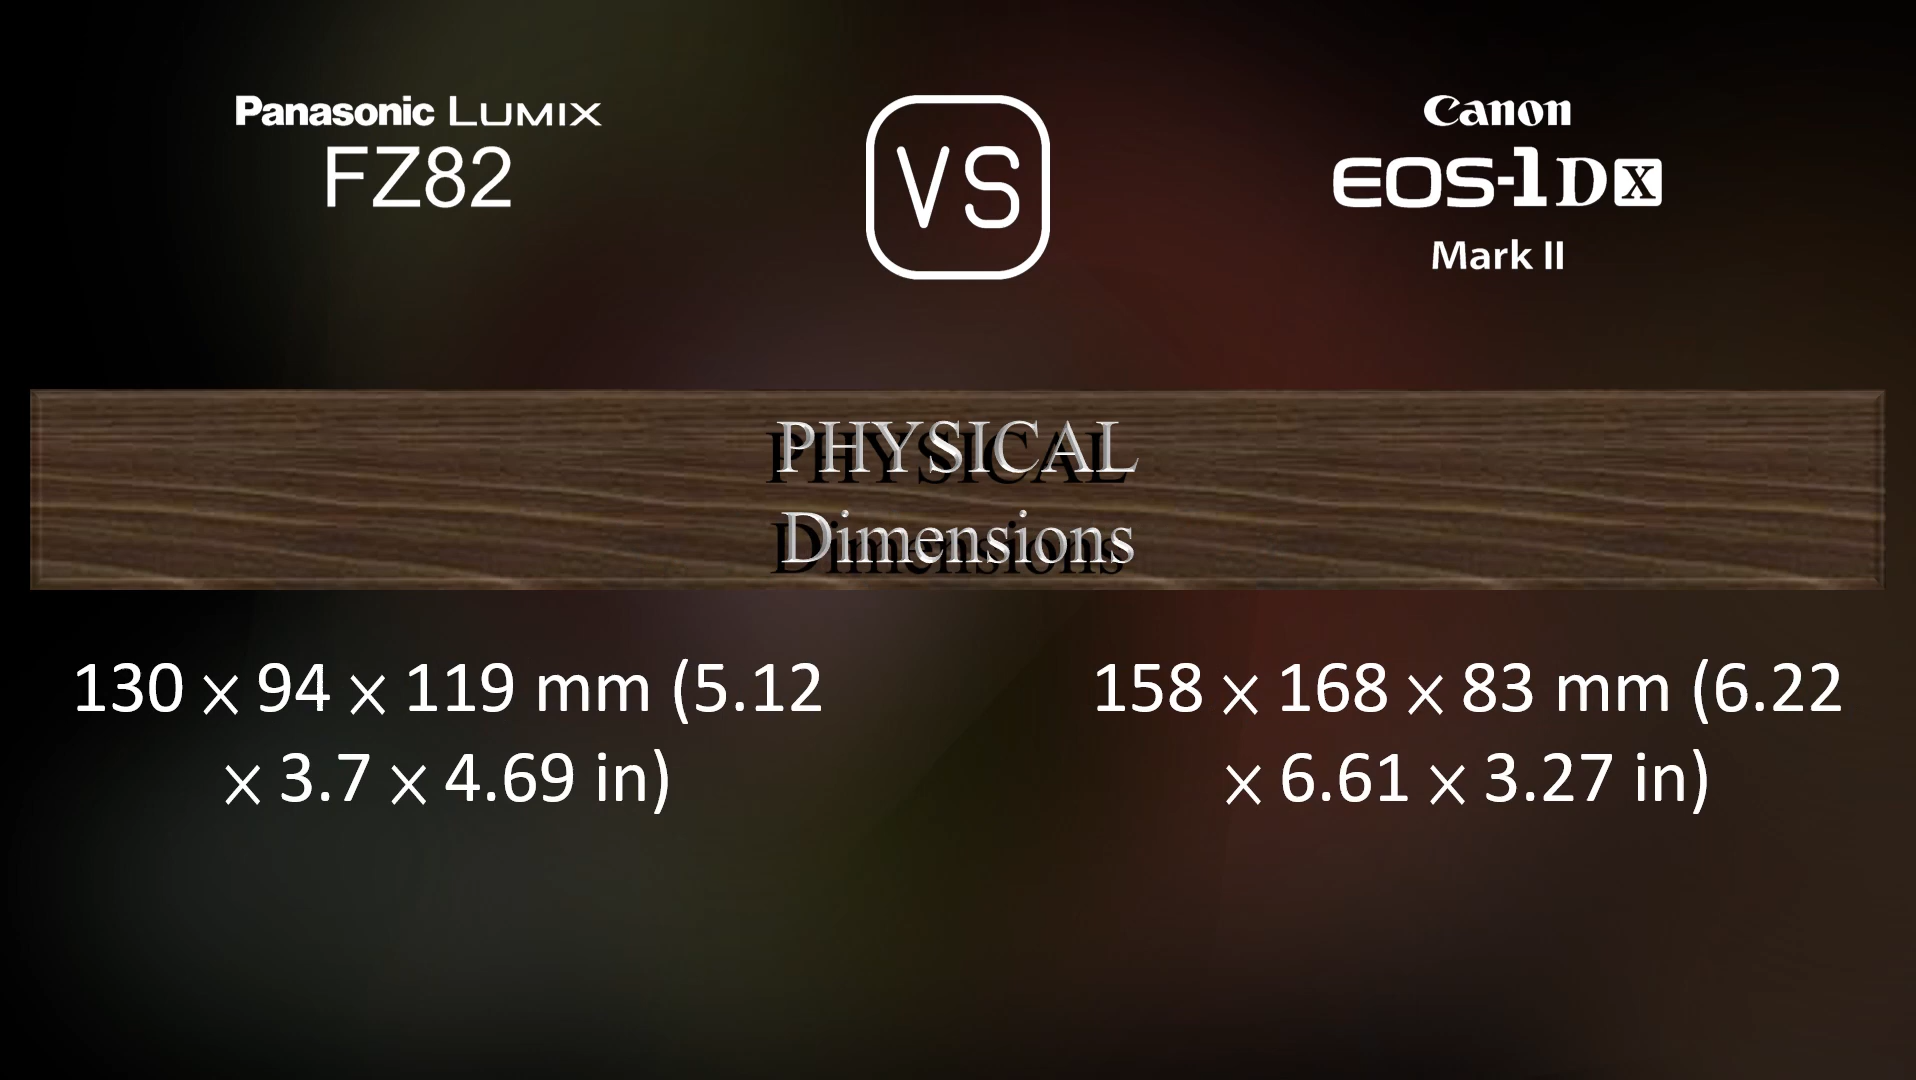 Panasonic LUMIX
FZ82
VS
Canon
EOS-1DX
Mark II
PHYSICAL
Dimensions
130 x 94 x 119 mm (5.12
x 3.7 x 4.69 in)
158 x 168 x 83 mm (6.22
x 6.61 x 3.27 in)